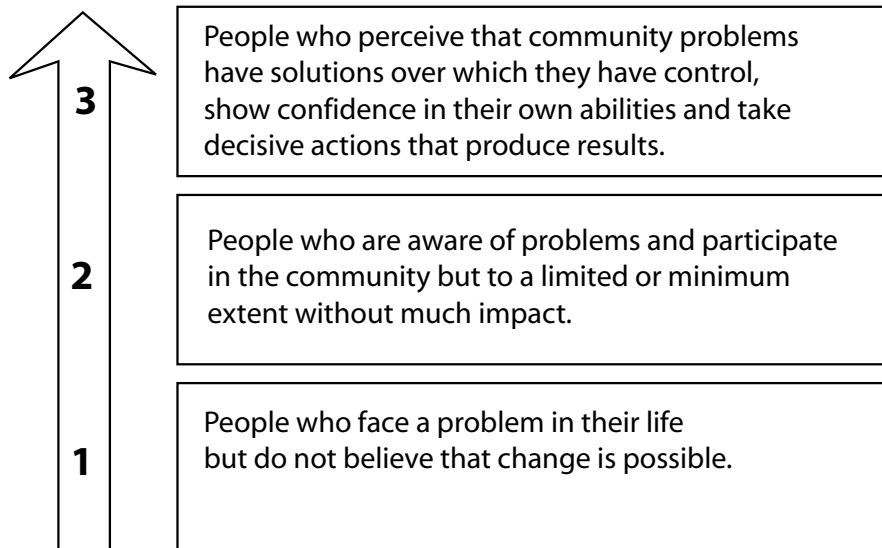 3
People who perceive that community problems
have solutions over which they have control,
show confidence in their own abilities and take
decisive actions that produce results.
2
People who are aware of problems and participate
in the community but to a limited or minimum
extent without much impact.
1
People who face a problem in their life
but do not believe that change is possible.